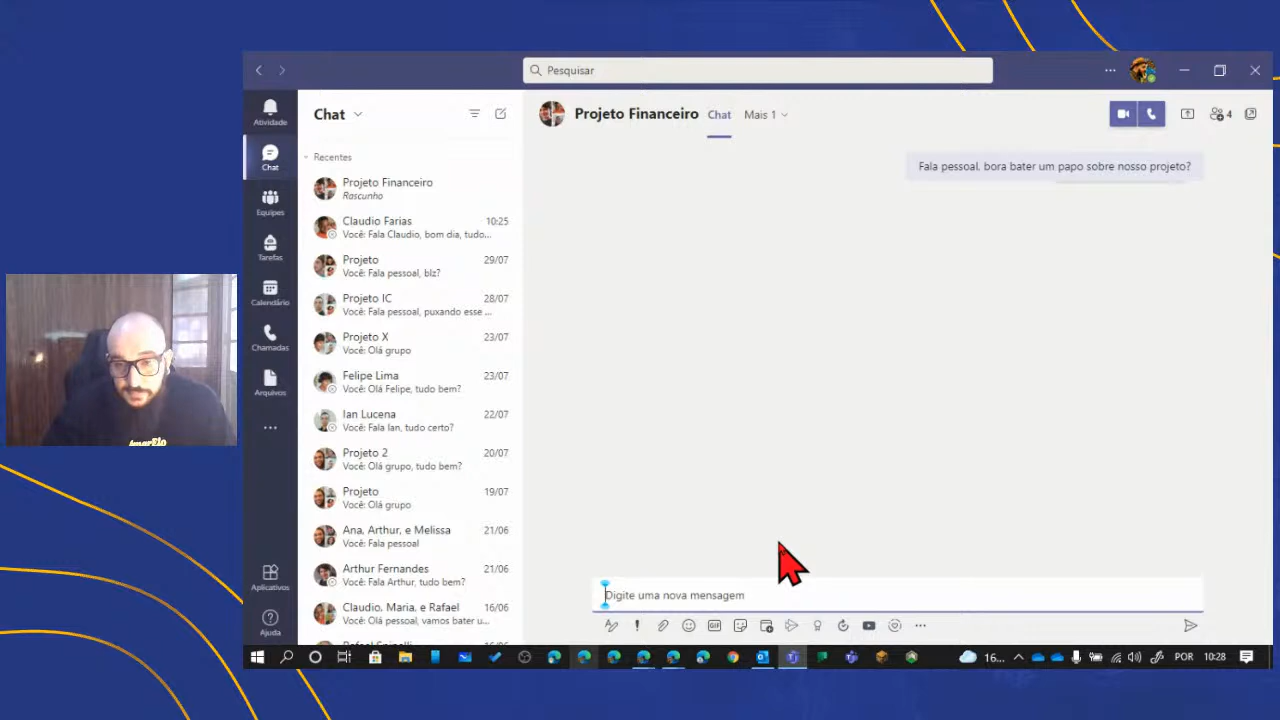 Pesquisar
Atividade
Chat
Equipes
Tarefas
Calendário
Chamadas
Arquivos
Aplicativos
Ajuda
Chat
Recentes
Projeto Financeiro
Rascunho
Claudio Farias 10:25
Você: Fala Claudio, bom dia, tudo...
Projeto 29/07
Você: Fala pessoal, blz?
Projeto IC 28/07
Você: Fala pessoal, puxando esse ...
Projeto X 23/07
Você: Olá grupo
Felipe Lima 23/07
Você: Olá Felipe, tudo bem?
Ian Lucena 22/07
Você: Fala Ian, tudo certo?
Projeto 2 20/07
Você: Olá grupo, tudo bem?
Projeto 19/07
Você: Olá grupo
Ana, Arthur, e Melissa 21/06
Você: Fala pessoal
Arthur Fernandes 21/06
Você: Fala Arthur, tudo bem?
Claudio, Maria, e Rafael 16/06
Você: Olá pessoal, vamos bater u...
Projeto Financeiro Chat Mais 1
4
Fala pessoal, bora bater um papo sobre nosso projeto?
Digite uma nova mensagem
GIF
16... POR 10:28